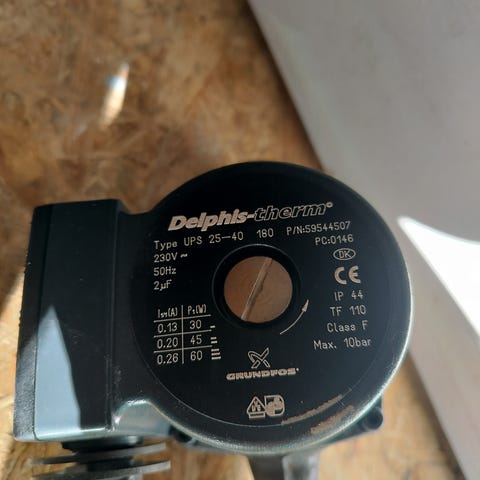 Delphis-therm®
Type UPS 25-40 180 P/N:59544507
230V ~ PC:0146
50Hz DK
2µF CE
IP 44
TF 110
Class F
Max. 10bar
I1/1(A) P1(W)
0.13 30
0.20 45
0.26 60
GRUNDFOS